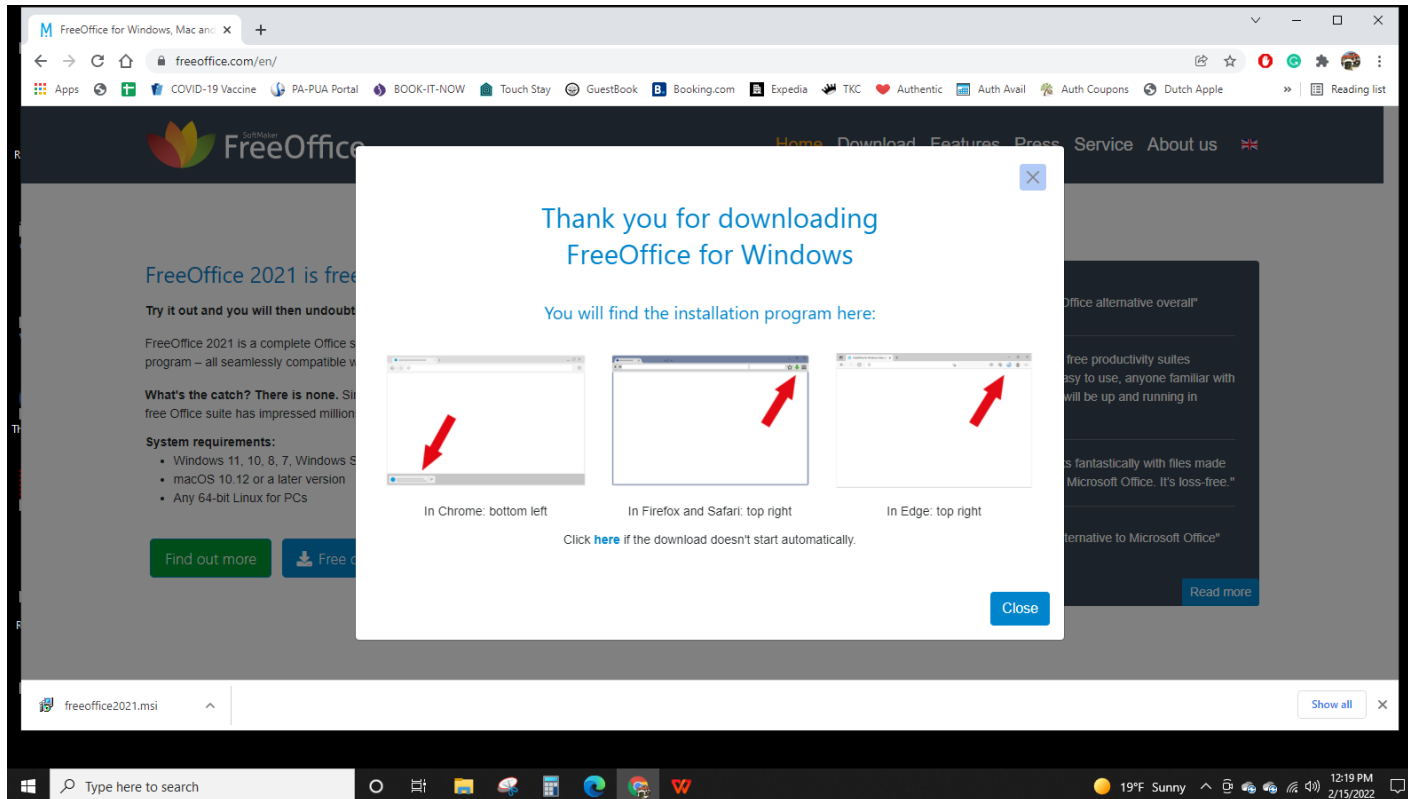 FreeOffice for Windows, Mac and
freeoffice.com/en/
Apps COVID-19 Vaccine PA-PUA Portal BOOK-IT-NOW Touch Stay GuestBook B. Booking.com Expedia TKC Authentic Auth Avail Auth Coupons Dutch Apple » Reading list
SoftMaker
FreeOffice
Home Download Features Press Service About us
Thank you for downloading
FreeOffice for Windows
You will find the installation program here:
In Chrome: bottom left In Firefox and Safari: top right In Edge: top right
Click here if the download doesn't start automatically.
Close
FreeOffice 2021 is free
Try it out and you will then undoubt
FreeOffice 2021 is a complete Office s
program – all seamlessly compatible w
What's the catch? There is none. Si
free Office suite has impressed million
System requirements:
• Windows 11, 10, 8, 7, Windows S
• macOS 10.12 or a later version
• Any 64-bit Linux for PCs
Find out more Free
Office alternative overall"
free productivity suites
asy to use, anyone familiar with
will be up and running in
s fantastically with files made
Microsoft Office. It's loss-free."
ternative to Microsoft Office"
Read more
freeoffice2021.msi Show all
Type here to search 19°F Sunny 12:19 PM
2/15/2022